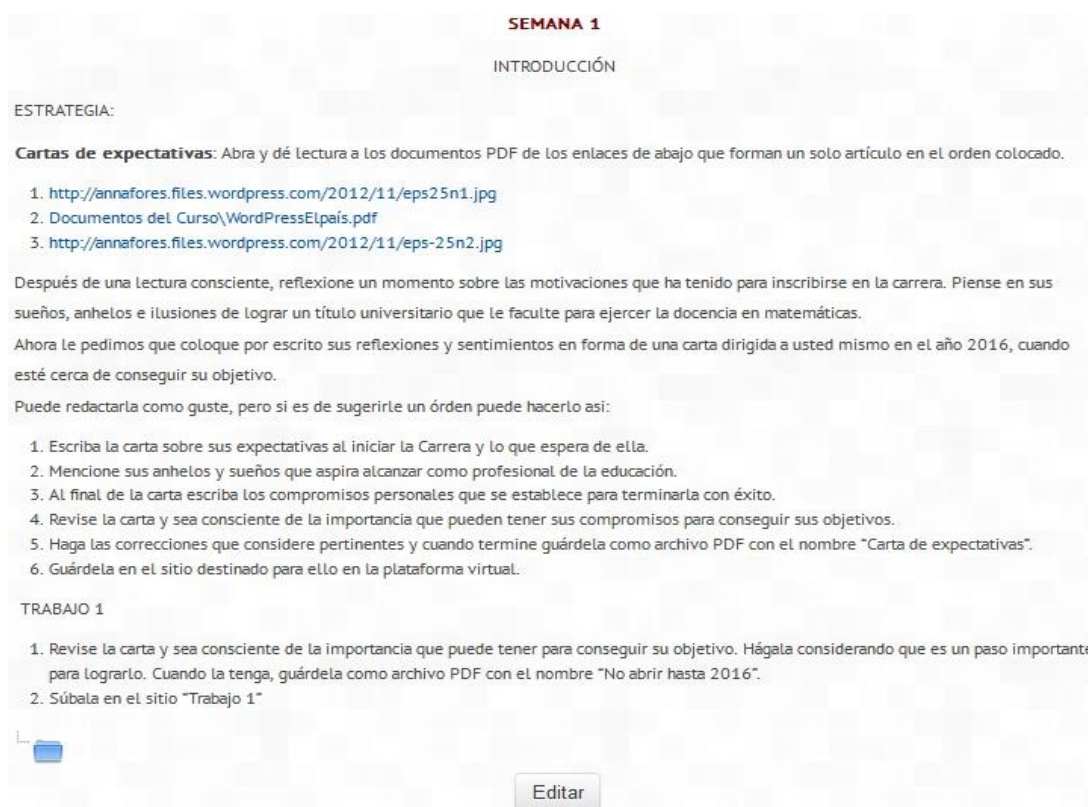 SEMANA 1
INTRODUCCIÓN
ESTRATEGIA:
Cartas de expectativas: Abra y dé lectura a los documentos PDF de los enlaces de abajo que forman un solo artículo en el orden colocado.
1. http://annafores.files.wordpress.com/2012/11/eps25n1.jpg
2. Documentos del Curso\WordPressElpaís.pdf
3. http://annafores.files.wordpress.com/2012/11/eps-25n2.jpg
Después de una lectura consciente, reflexione un momento sobre las motivaciones que ha tenido para inscribirse en la carrera. Piense en sus
sueños, anhelos e ilusiones de lograr un título universitario que le faculte para ejercer la docencia en matemáticas.
Ahora le pedimos que coloque por escrito sus reflexiones y sentimientos en forma de una carta dirigida a usted mismo en el año 2016, cuando
esté cerca de conseguir su objetivo.
Puede redactarla como guste, pero si es de sugerirle un órden puede hacerlo asi:
1. Escriba la carta sobre sus expectativas al iniciar la Carrera y lo que espera de ella.
2. Mencione sus anhelos y sueños que aspira alcanzar como profesional de la educación.
3. Al final de la carta escriba los compromisos personales que se establece para terminarla con éxito.
4. Revise la carta y sea consciente de la importancia que pueden tener sus compromisos para conseguir sus objetivos.
5. Haga las correcciones que considere pertinentes y cuando termine guárdela como archivo PDF con el nombre “Carta de expectativas”.
6. Guárdela en el sitio destinado para ello en la plataforma virtual.
TRABAJO 1
1. Revise la carta y sea consciente de la importancia que puede tener para conseguir su objetivo. Hágala considerando que es un paso importante
para lograrlo. Cuando la tenga, guárdela como archivo PDF con el nombre “No abrir hasta 2016”.
2. Súbala en el sitio “Trabajo 1”
Editar